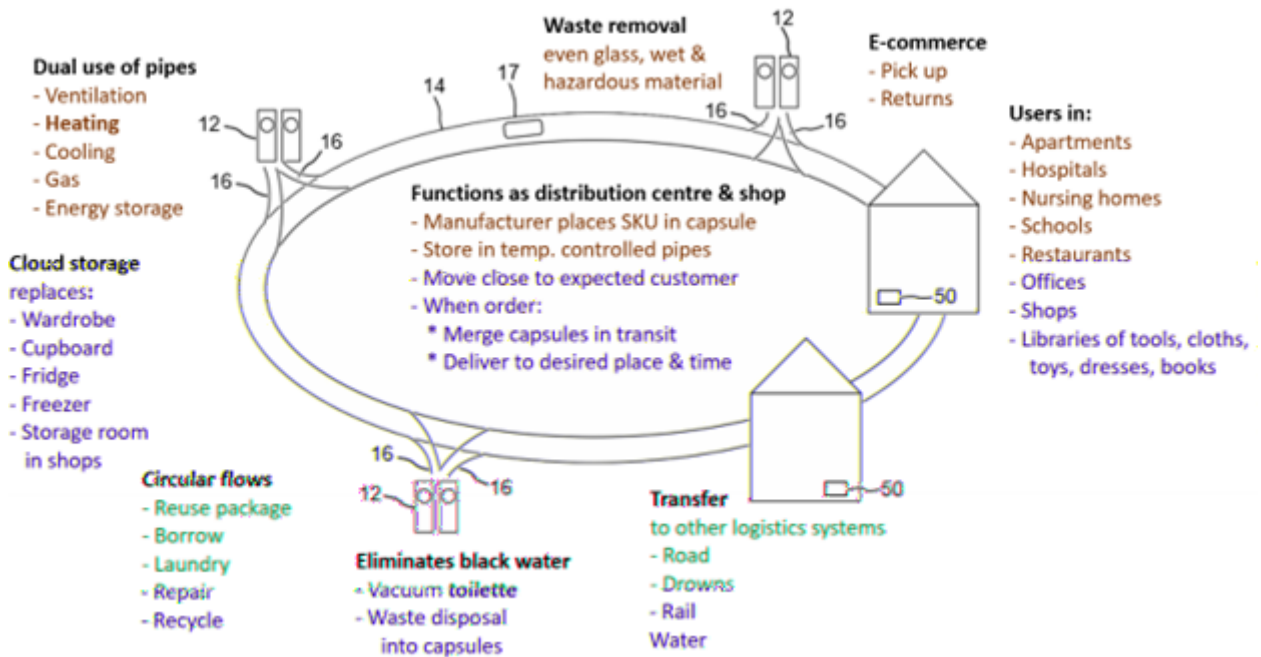 Waste removal
even glass, wet &
hazardous material
12
E-commerce
- Pick up
- Returns
Dual use of pipes
- Ventilation
- Heating
- Cooling
- Gas
- Energy storage
12
16
16
14
17
16
16
Users in:
- Apartments
- Hospitals
- Nursing homes
- Schools
- Restaurants
- Offices
- Shops
- Libraries of tools, cloths,
toys, dresses, books
Functions as distribution centre & shop
- Manufacturer places SKU in capsule
- Store in temp. controlled pipes
- Move close to expected customer
- When order:
* Merge capsules in transit
* Deliver to desired place & time
50
Cloud storage
replaces:
- Wardrobe
- Cupboard
- Fridge
- Freezer
- Storage room
in shops
Circular flows
- Reuse package
- Borrow
- Laundry
- Repair
- Recycle
16
16
12
Eliminates black water
- Vacuum toilette
- Waste disposal
into capsules
50
Transfer
to other logistics systems
- Road
- Drowns
- Rail
Water